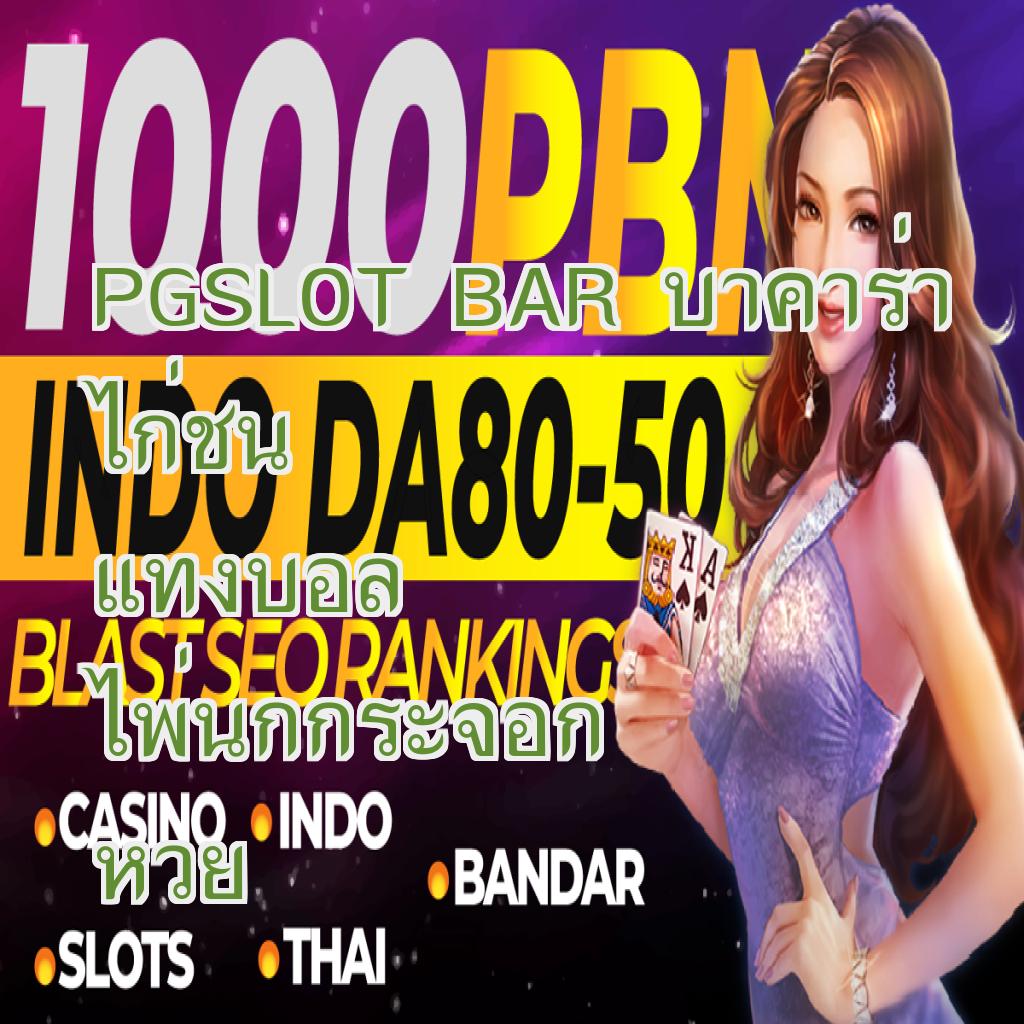 1000PBN
PGSLOT BAR บาคาร่า
ไก่ชน
INDO DA80-50
แทงบอล
BLAST SEO RANKINGS
ไพ่นกกระจอก
•CASINO •INDO
หวย
•BANDAR
•SLOTS •THAI
K A